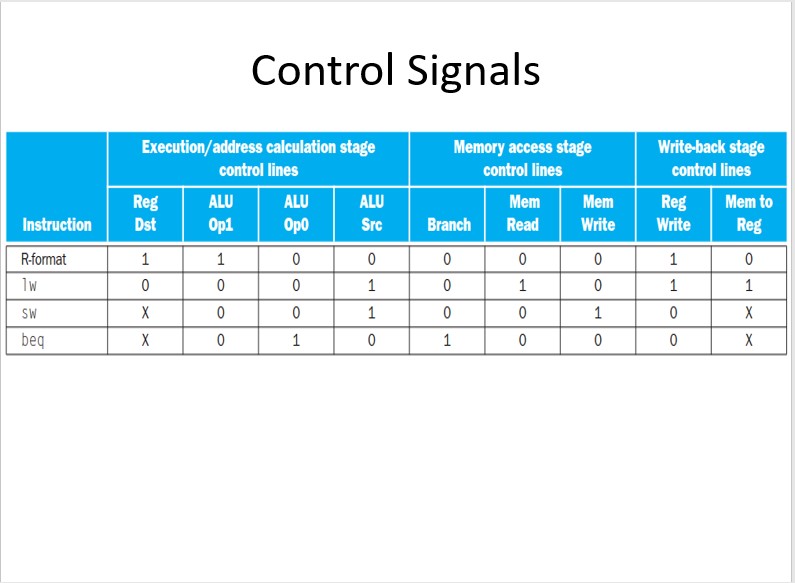 Control Signals
Execution/address calculation stage control lines Memory access stage control lines Write-back stage control lines
Instruction Reg Dst ALU Op1 ALU Op0 ALU Src Branch Mem Read Mem Write Reg Write Mem to Reg
R-format 1 1 0 0 0 0 0 1 0
lw 0 0 0 1 0 1 0 1 1
sw X 0 0 1 0 0 1 0 X
beq X 0 1 0 1 0 0 0 X